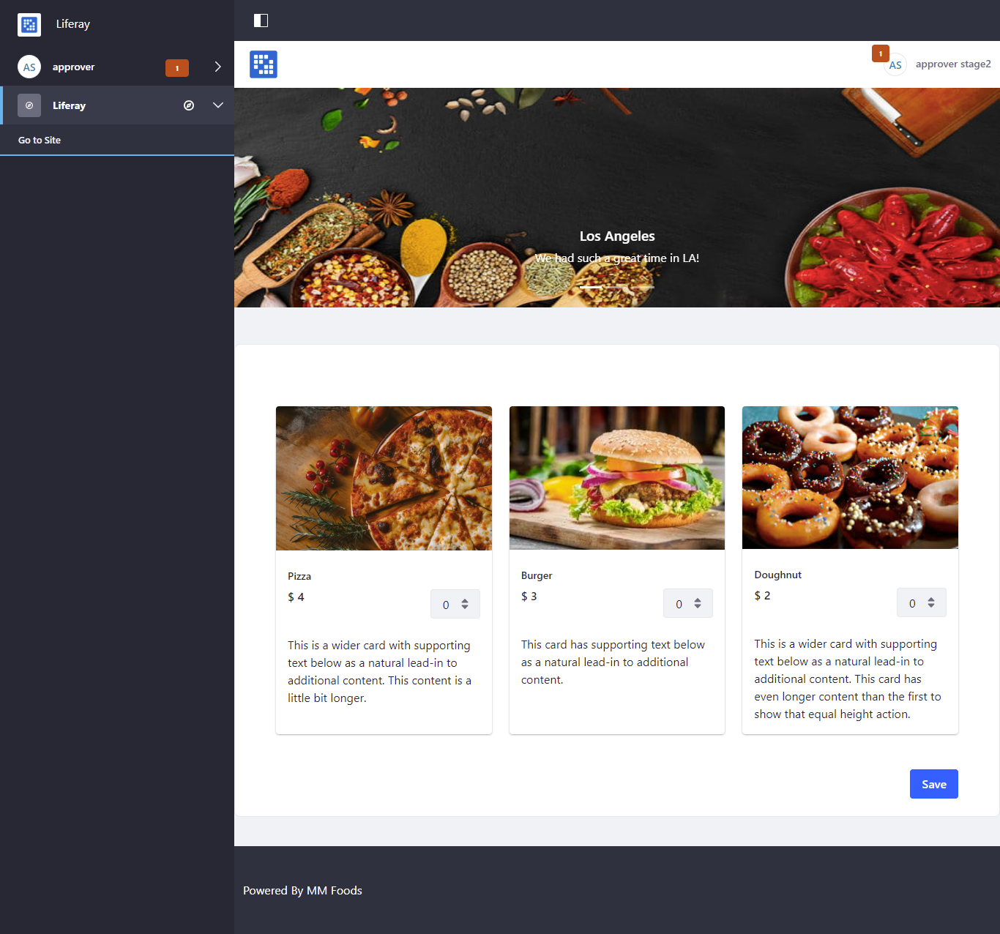 Liferay
AS approver 1
Liferay
Go to Site
1
AS approver stage2
Los Angeles
We had such a great time in LA!
Pizza
$ 4
0
This is a wider card with supporting
text below as a natural lead-in to
additional content. This content is a
little bit longer.
Burger
$ 3
0
This card has supporting text below
as a natural lead-in to additional
content.
Doughnut
$ 2
0
This is a wider card with supporting
text below as a natural lead-in to
additional content. This card has
even longer content than the first to
show that equal height action.
Save
Powered By MM Foods